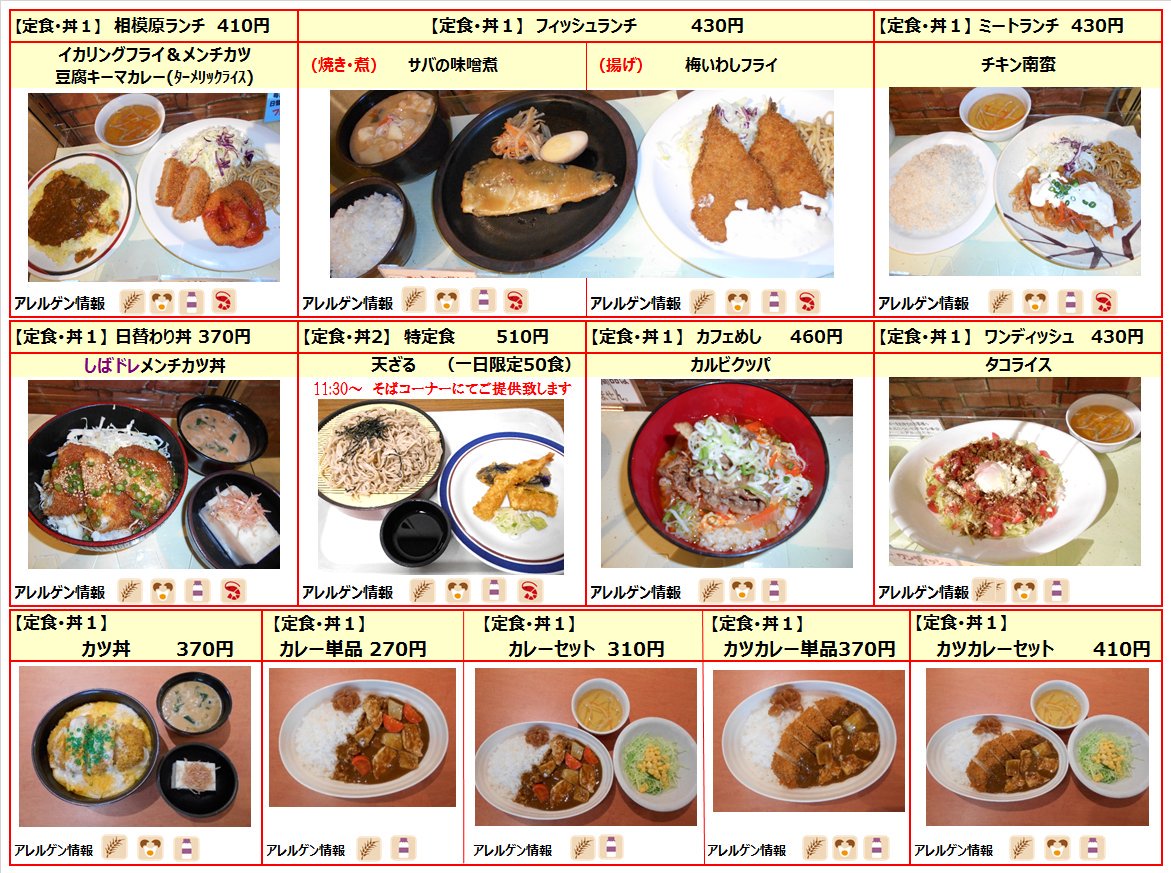 【定食・丼１】 相模原ランチ 410円
イカリングフライ＆メンチカツ
豆腐キーマカレー(ﾀｰﾒﾘｯｸﾗｲｽ)
アレルゲン情報
【定食・丼１】 フィッシュランチ 430円
(焼き・煮) サバの味噌煮
(揚げ) 梅いわしフライ
アレルゲン情報
アレルゲン情報
【定食・丼１】 ミートランチ 430円
チキン南蛮
アレルゲン情報
【定食・丼１】 日替わり丼 370円
しばドレメンチカツ丼
アレルゲン情報
【定食・丼2】 特定食 510円
天ざる (一日限定50食)
11:30～ そばコーナーにてご提供致します
アレルゲン情報
【定食・丼１】 カフェめし 460円
カルビクッパ
アレルゲン情報
【定食・丼１】 ワンディッシュ 430円
タコライス
アレルゲン情報
【定食・丼１】
カツ丼 370円
アレルゲン情報
【定食・丼１】
カレー単品 270円
アレルゲン情報
【定食・丼１】
カレーセット 310円
アレルゲン情報
【定食・丼１】
カツカレー単品370円
アレルゲン情報
【定食・丼１】
カツカレーセット 410円
アレルゲン情報